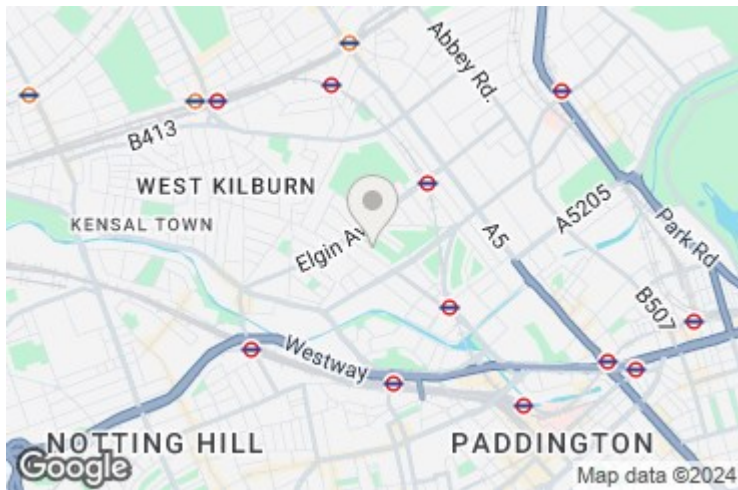 Abbey Rd.
B413
WEST KILBURN
KENSAL TOWN
A5205
Elgin Av
A5
Park Rd
B507
Westway
NOTTING HILL
PADDINGTON
Google
Map data ©2024